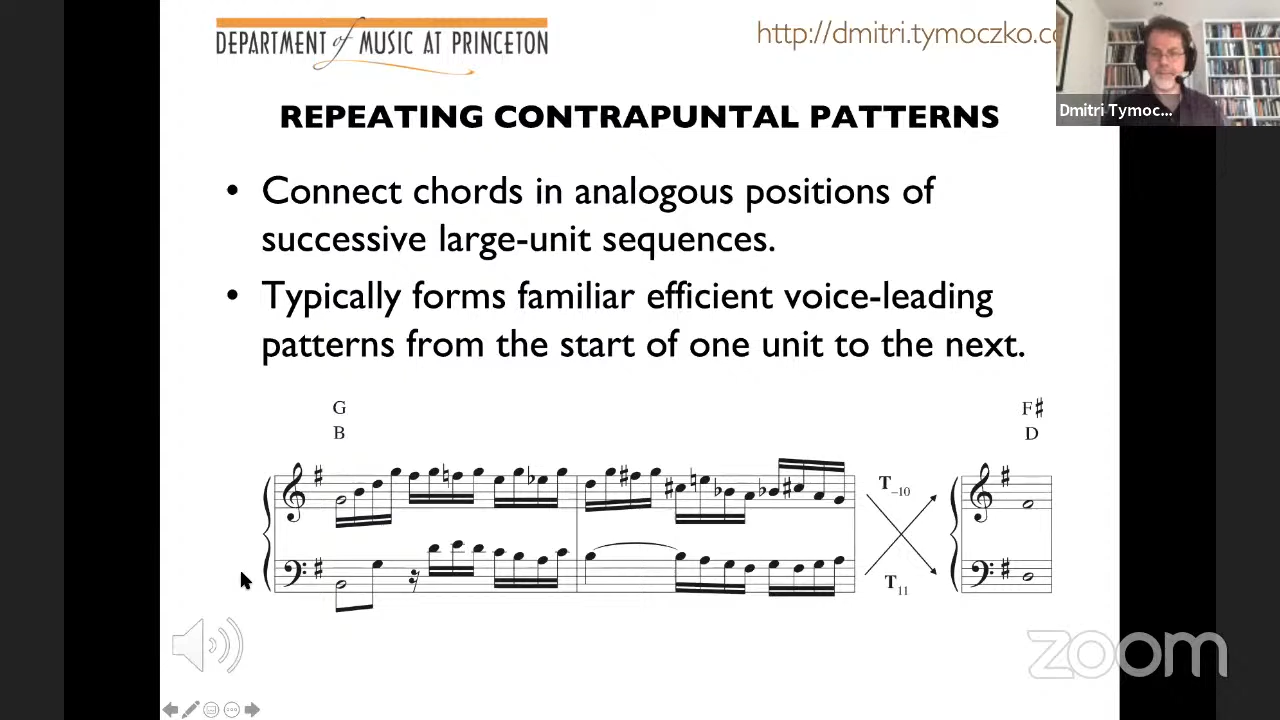 DEPARTMENT of MUSIC AT PRINCETON
http://dmitri.tymoczko.co
Dmitri Tymoc...
REPEATING CONTRAPUNTAL PATTERNS
• Connect chords in analogous positions of
successive large-unit sequences.
• Typically forms familiar efficient voice-leading
patterns from the start of one unit to the next.
G
B
F♯
D
T₋₁₀
T₁₁
zoom